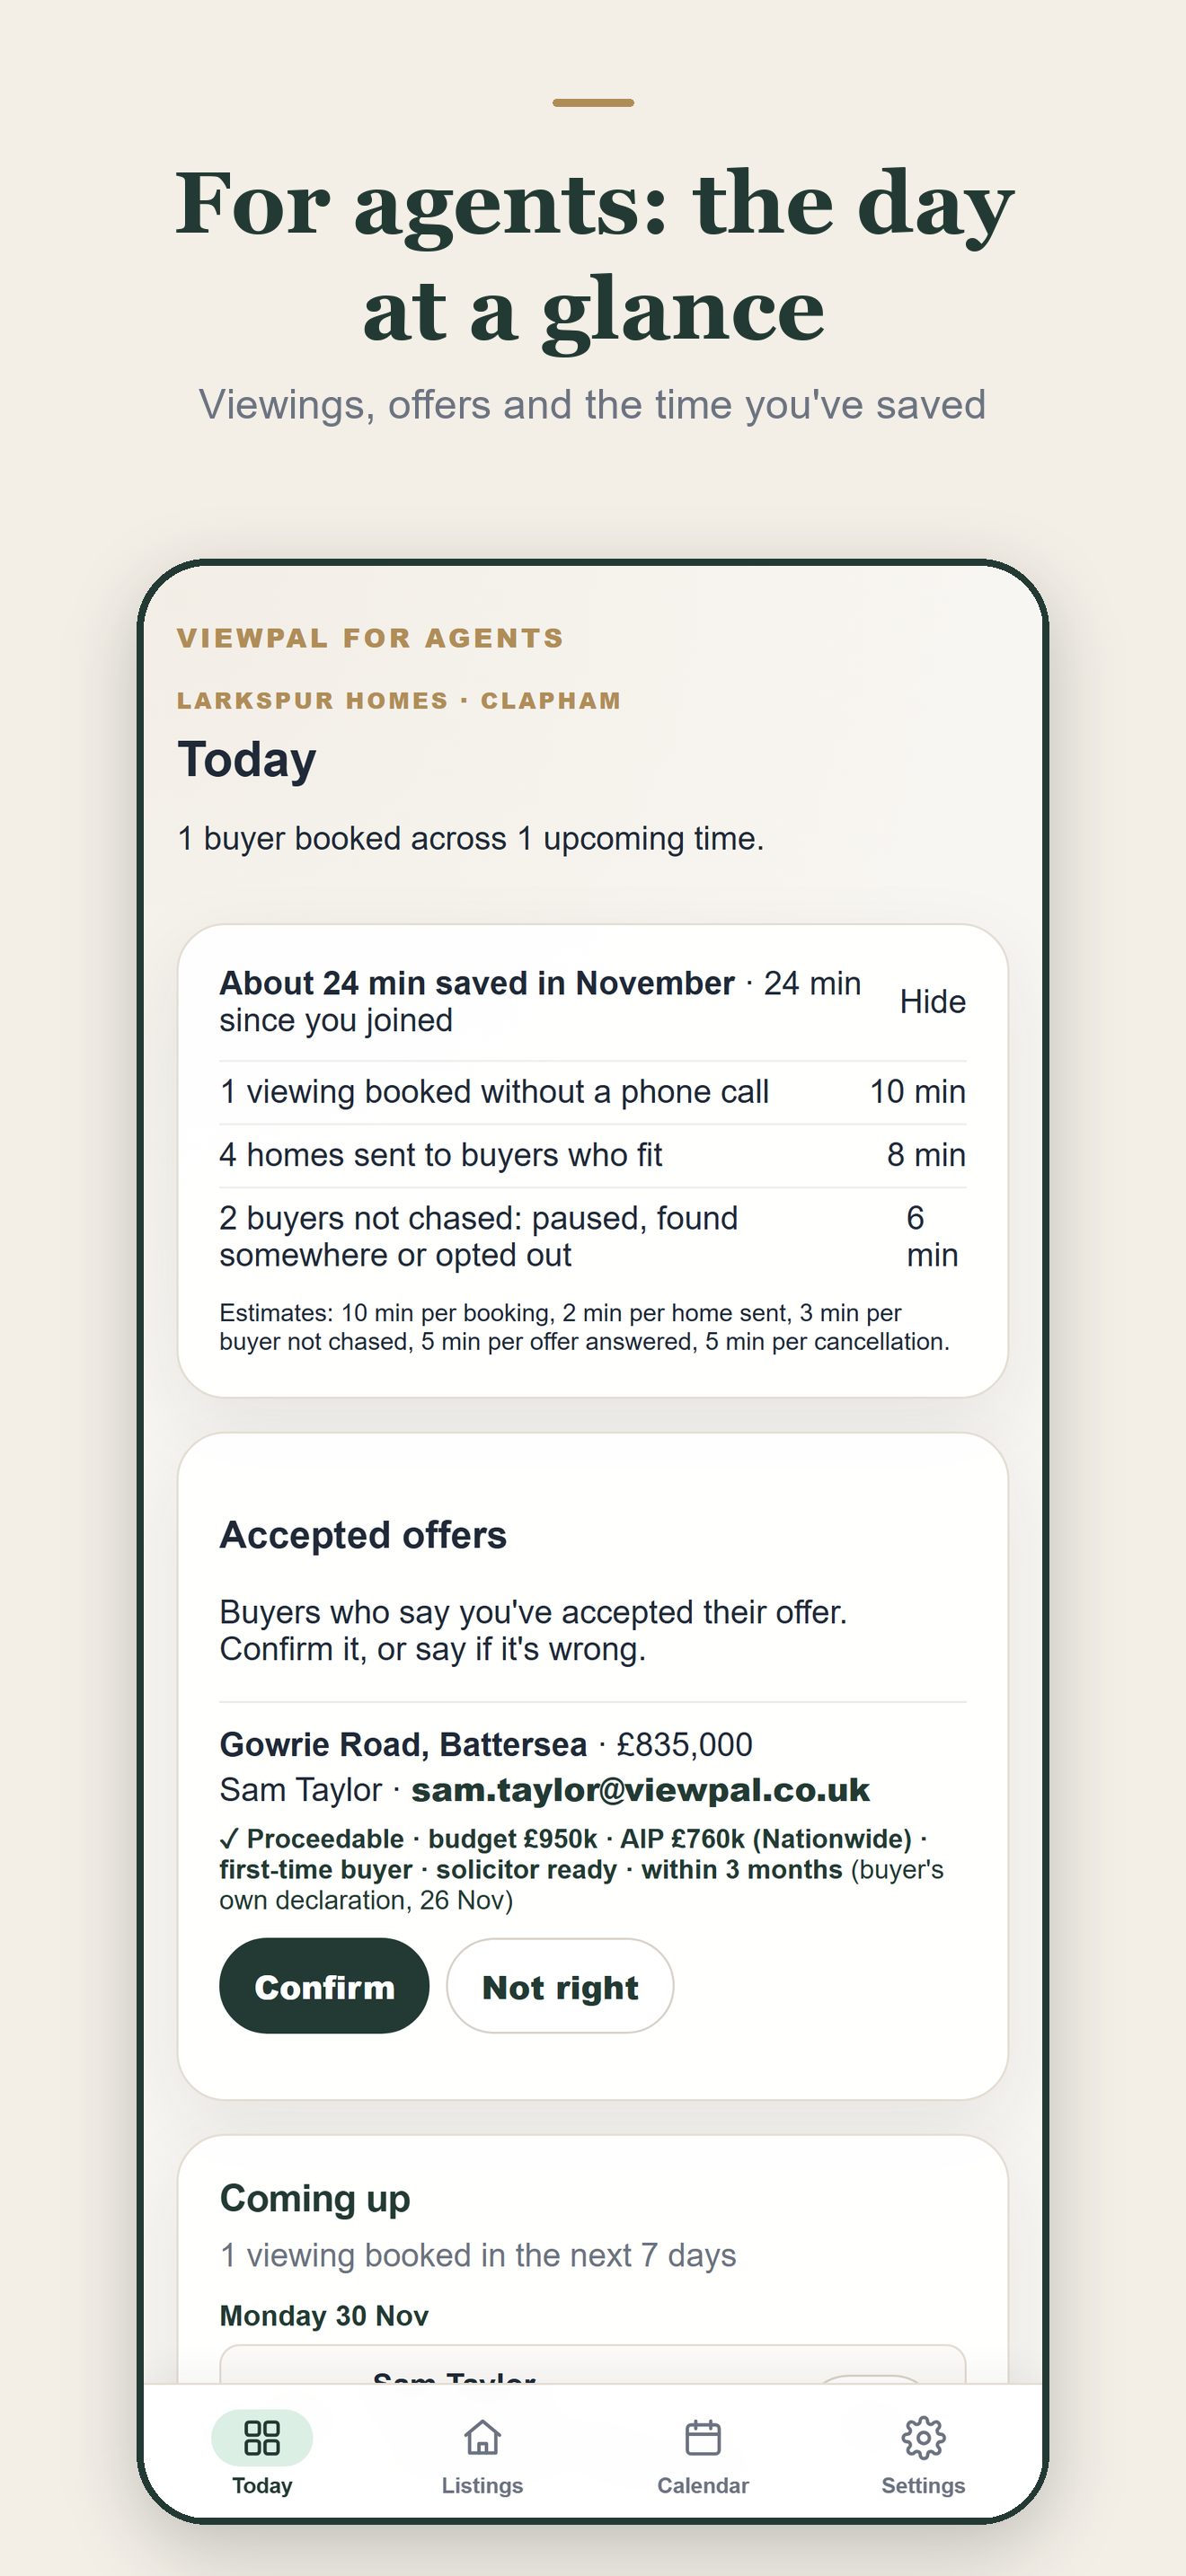 For agents: the day
at a glance
Viewings, offers and the time you've saved
VIEWPAL FOR AGENTS
LARKSPUR HOMES · CLAPHAM
Today
1 buyer booked across 1 upcoming time.
About 24 min saved in November · 24 min
since you joined
Hide
1 viewing booked without a phone call 10 min
4 homes sent to buyers who fit 8 min
2 buyers not chased: paused, found
somewhere or opted out
6
min
Estimates: 10 min per booking, 2 min per home sent, 3 min per
buyer not chased, 5 min per offer answered, 5 min per cancellation.
Accepted offers
Buyers who say you've accepted their offer.
Confirm it, or say if it's wrong.
Gowrie Road, Battersea · £835,000
Sam Taylor · sam.taylor@viewpal.co.uk
✓ Proceedable · budget £950k · AIP £760k (Nationwide) ·
first-time buyer · solicitor ready · within 3 months (buyer's
own declaration, 26 Nov)
Confirm Not right
Coming up
1 viewing booked in the next 7 days
Monday 30 Nov
Sam Taylor
Today Listings Calendar Settings